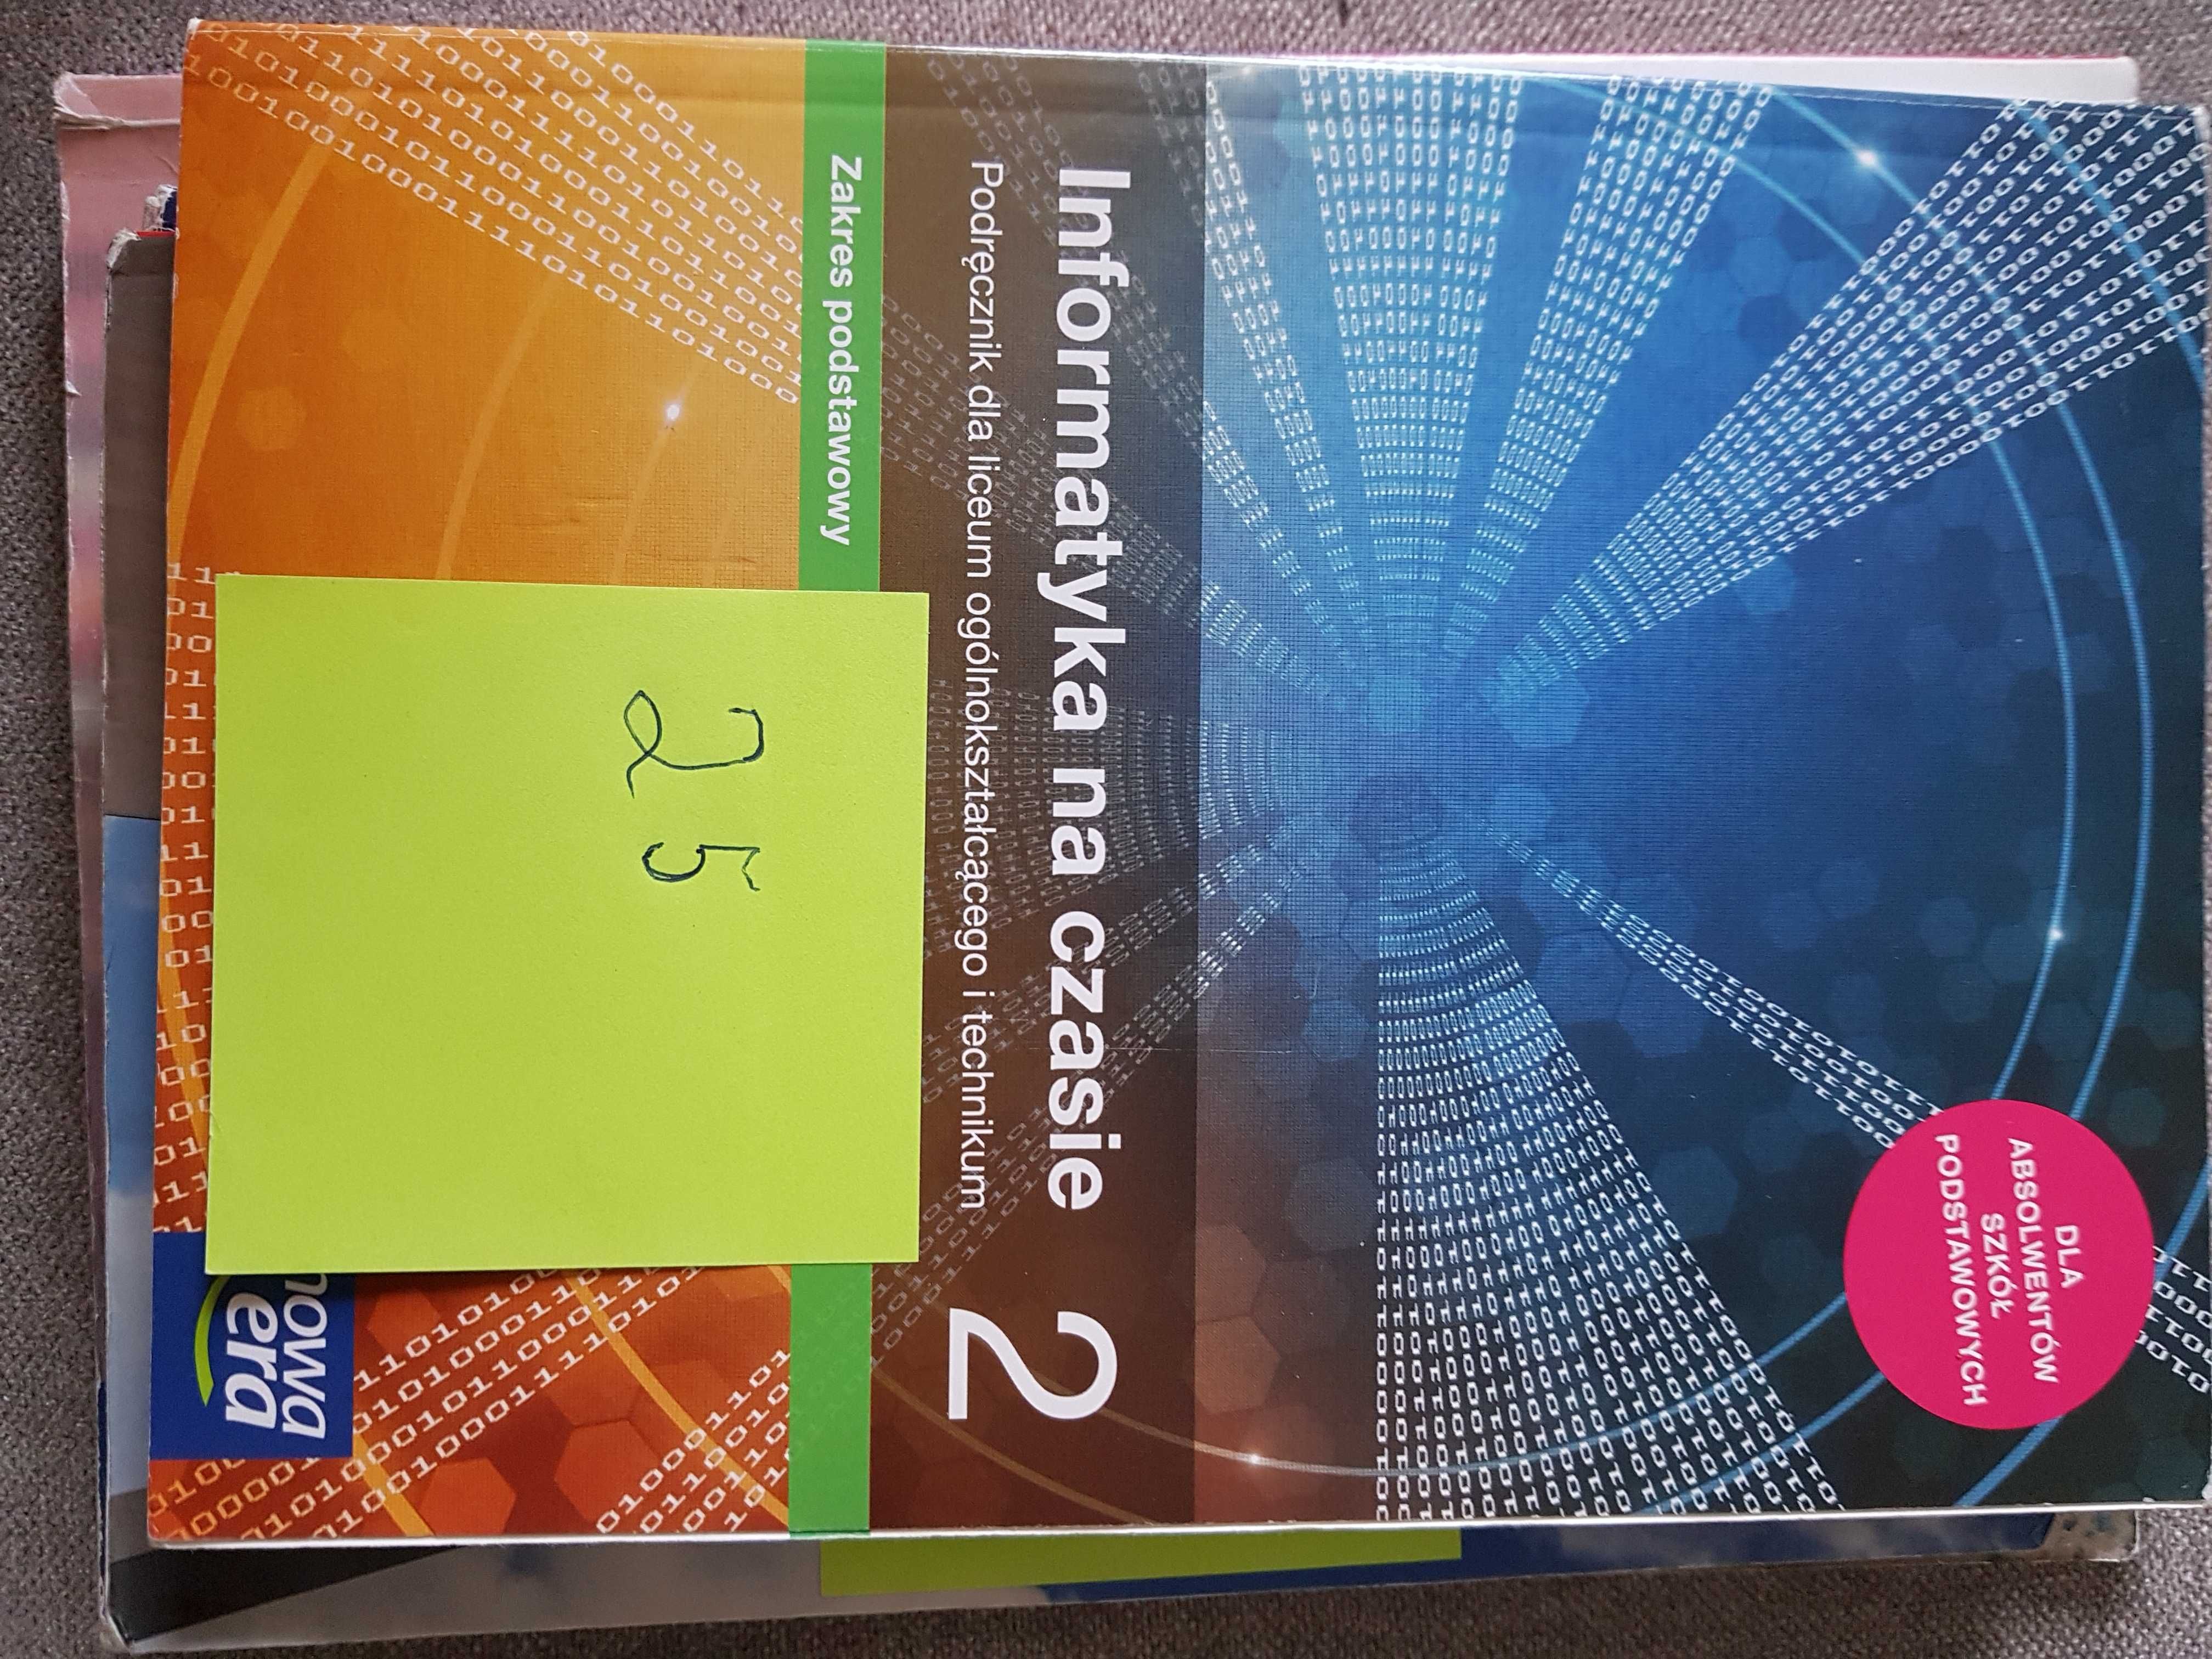 DLA
ABSOLWENTÓW
SZKÓŁ
PODSTAWOWYCH
Informatyka na czasie 2
Podręcznik dla liceum ogólnokształcącego i technikum
Zakres podstawowy
25
nowa
era